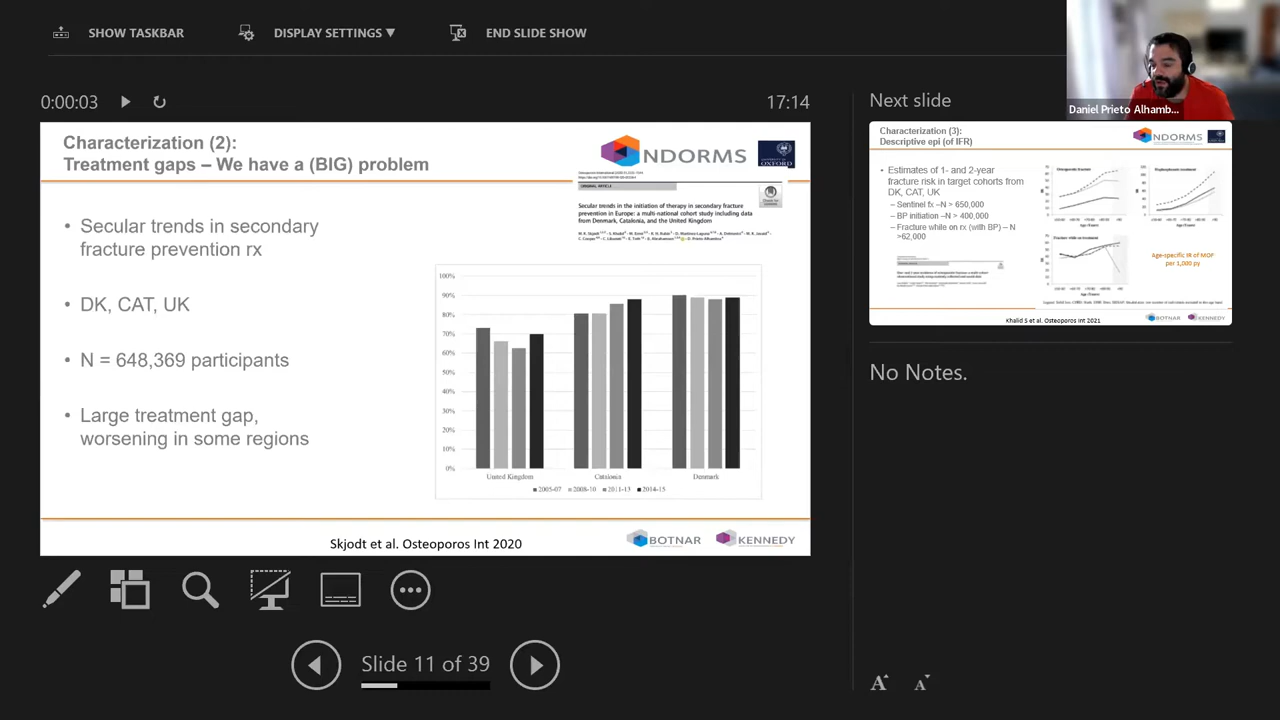 SHOW TASKBAR
DISPLAY SETTINGS ▼
END SLIDE SHOW
0:00:03
17:14
Daniel Prieto Alhamb...
Characterization (2):
Treatment gaps – We have a (BIG) problem
NDORMS
UNIVERSITY OF OXFORD
ORIGINAL ARTICLE
Secular trends in the initiation of therapy in secondary fracture
prevention in Europe: a multi-national cohort study including data
from Denmark, Catalonia, and the United Kingdom
• Secular trends in secondary
fracture prevention rx
• DK, CAT, UK
• N = 648,369 participants
• Large treatment gap,
worsening in some regions
100%
90%
80%
70%
60%
50%
40%
30%
20%
10%
0%
United Kingdom
Catalonia
Denmark
2005-07
2008-10
2011-13
2014-15
Skjodt et al. Osteoporos Int 2020
BOTNAR
KENNEDY
Slide 11 of 39
Next slide
Characterization (3):
Descriptive epi (of IFR)
NDORMS
• Estimates of 1- and 2-year
fracture risk in target cohorts from
DK, CAT, UK
– Sentinel fx –N > 650,000
– BP initiation –N > 400,000
– Fracture while on rx (with BP) – N
>62,000
Age-specific IR of MOF
per 1,000 py
Khalid S et al. Osteoporos Int 2021
BOTNAR
KENNEDY
No Notes.
A
A